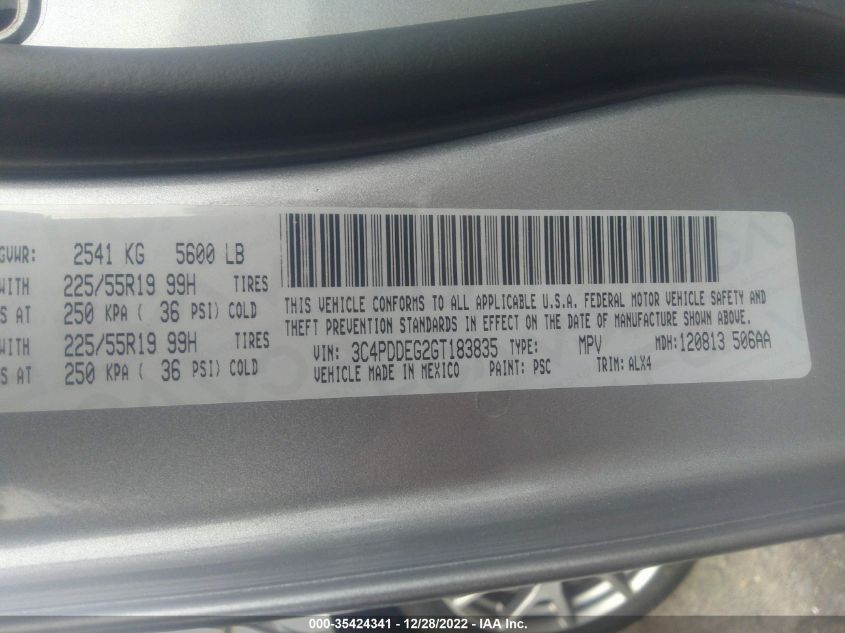 GVWR: 2541 KG 5600 LB
WITH 225/55R19 99H TIRES
S AT 250 KPA ( 36 PSI) COLD
WITH 225/55R19 99H TIRES
S AT 250 KPA ( 36 PSI) COLD
THIS VEHICLE CONFORMS TO ALL APPLICABLE U.S.A. FEDERAL MOTOR VEHICLE SAFETY AND
THEFT PREVENTION STANDARDS IN EFFECT ON THE DATE OF MANUFACTURE SHOWN ABOVE.
VIN: 3C4PDDEG2GT183835 TYPE: MPV MDH: 120813 506AA
VEHICLE MADE IN MEXICO PAINT: PSC TRIM: ALX4
000-35424341 - 12/28/2022 - IAA Inc.